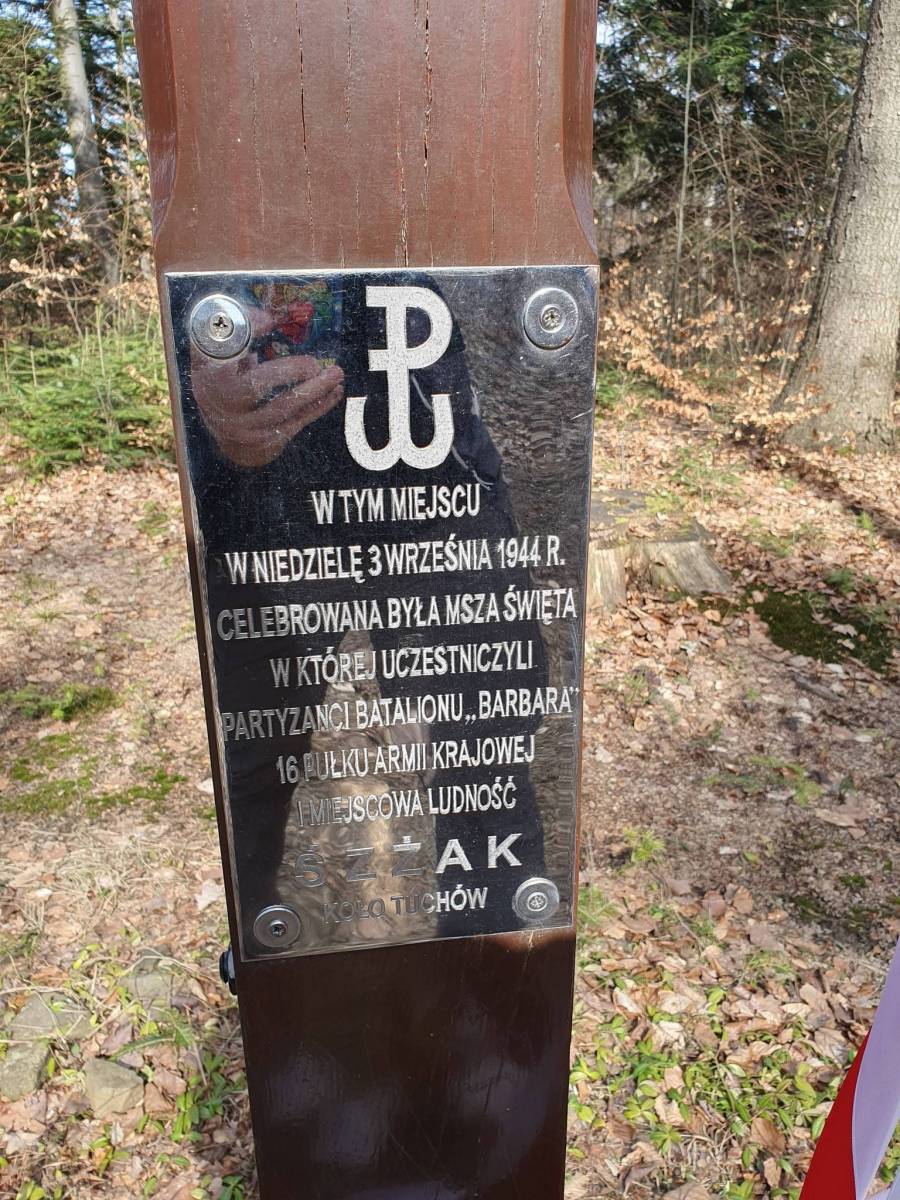 W TYM MIEJSCU
W NIEDZIELĘ 3 WRZEŚNIA 1944 R.
CELEBROWANA BYŁA MSZA ŚWIĘTA
W KTÓREJ UCZESTNICZYLI
PARTYZANCI BATALIONU „BARBARA”
16 PUŁKU ARMII KRAJOWEJ
I MIEJSCOWA LUDNOŚĆ
ŚZŻAK
KOŁO TUCHÓW